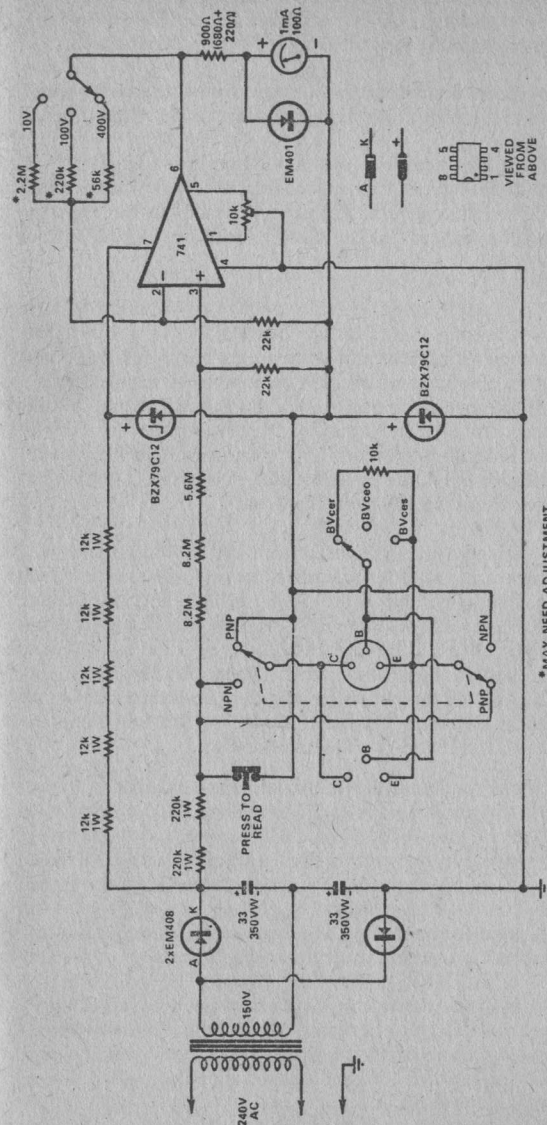 240V
AC
150V
2xEM408
A
K
33
350VW
+
-
33
350VW
+
-
220k
1W
220k
1W
PRESS TO
READ
12k
1W
12k
1W
12k
1W
12k
1W
12k
1W
8.2M
8.2M
5.6M
NPN
PNP
C
B
E
C
B
E
PNP
NPN
BVcer
BVceo
BVces
10k
+
BZX79C12
+
BZX79C12
22k
22k
2
3
-
+
741
7
6
5
1
4
10k
10V
100V
400V
*2.2M
*220k
*56k
900Ω
(680Ω+
220Ω)
+
1mA
100Ω
-
EM401
A
K
+
8
5
1
4
VIEWED
FROM
ABOVE
*MAY NEED ADJUSTMENT